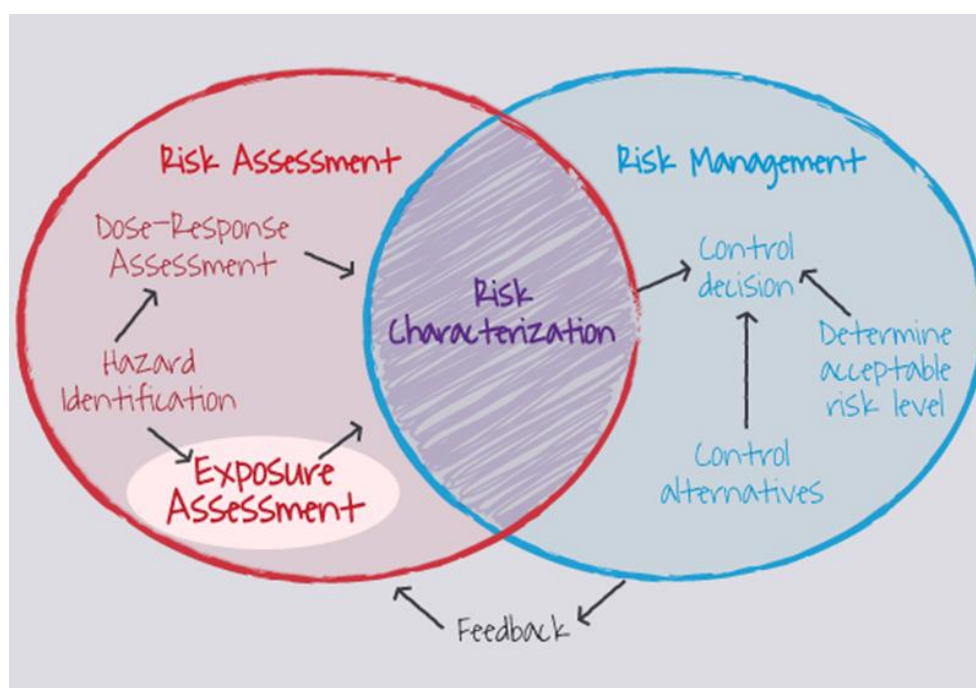 Risk Assessment
Dose-Response
Assessment
Hazard
Identification
Exposure
Assessment
Risk
Characterization
Risk Management
Control
decision
Determine
acceptable
risk level
Control
alternatives
Feedback